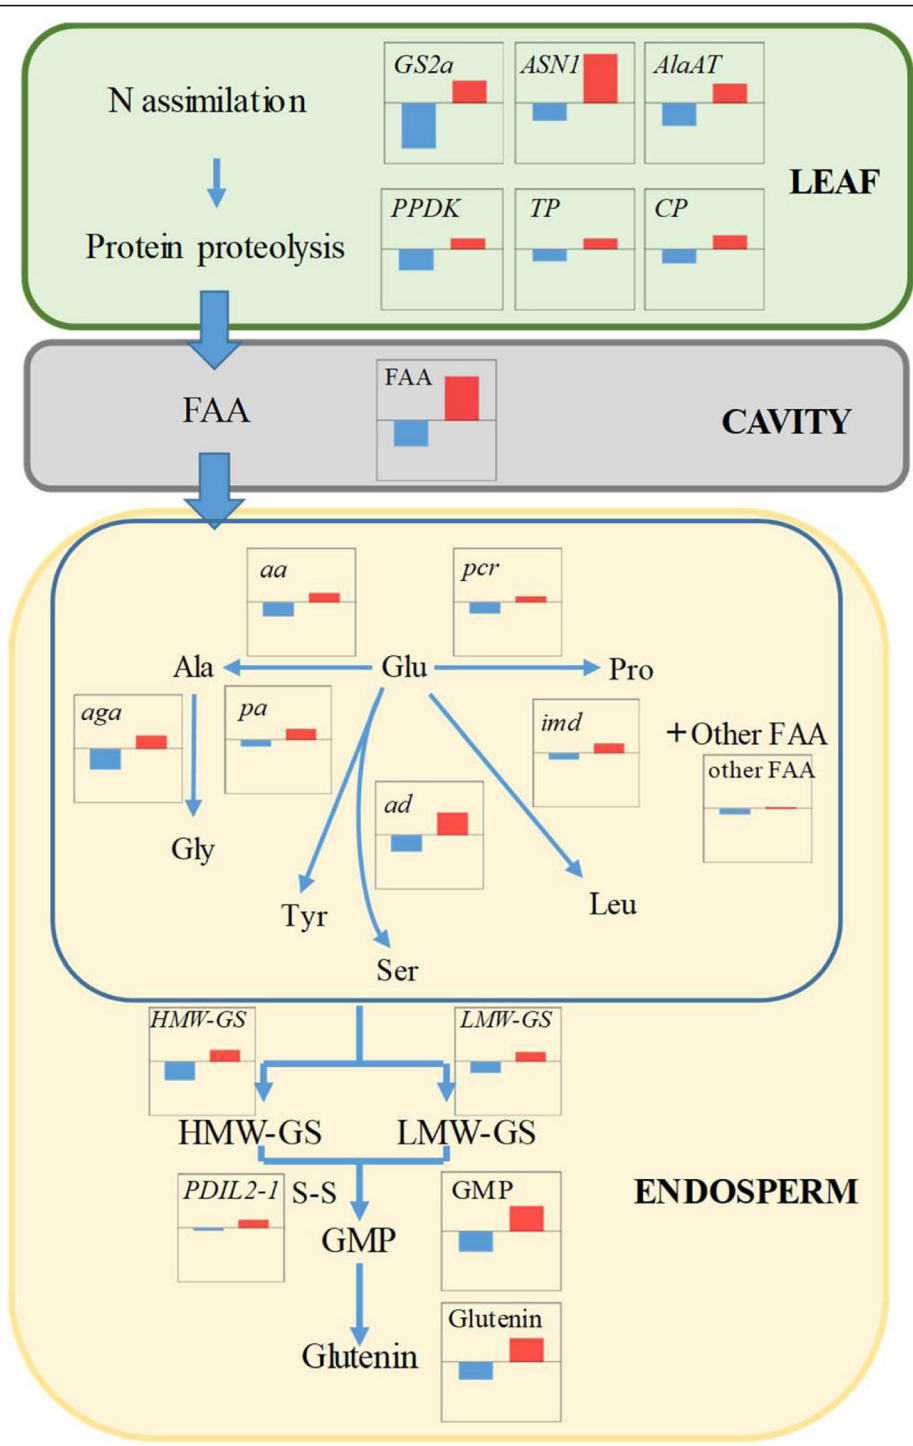 GS2a ASN1 AlaAT
N assimilation
LEAF
PPDK TP CP
Protein proteolysis
FAA
FAA
CAVITY
aa pcr
Ala Glu Pro
aga pa imd
+Other FAA
other FAA
ad
Gly
Leu
Tyr
Ser
HMW-GS LMW-GS
HMW-GS LMW-GS
PDIL2-1 S-S GMP
ENDOSPERM
GMP
Glutenin
Glutenin